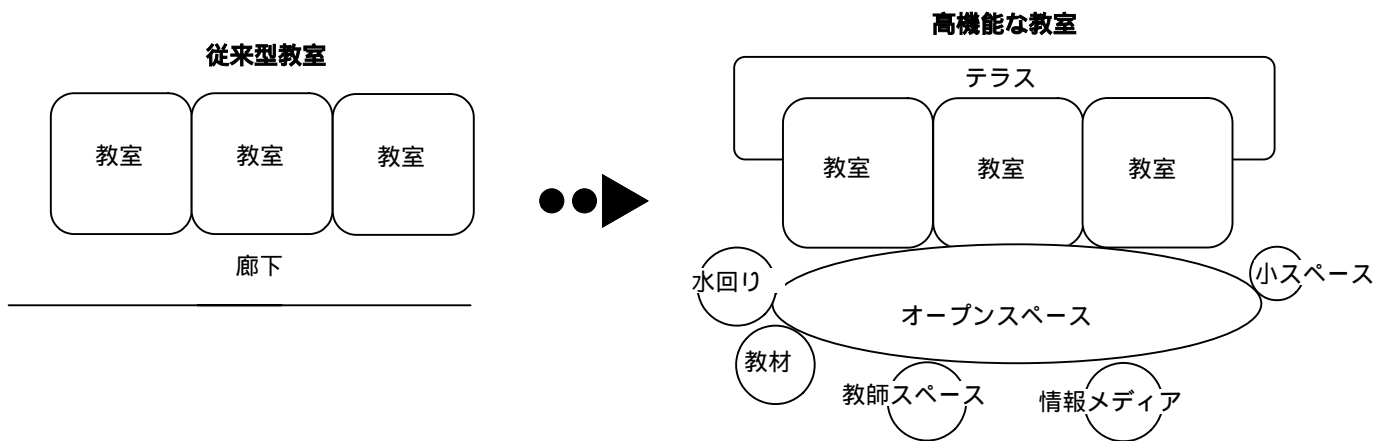 従来型教室
教室
教室
教室
廊下
高機能な教室
テラス
教室
教室
教室
水回り
小スペース
オープンスペース
教材
教師スペース
情報メディア